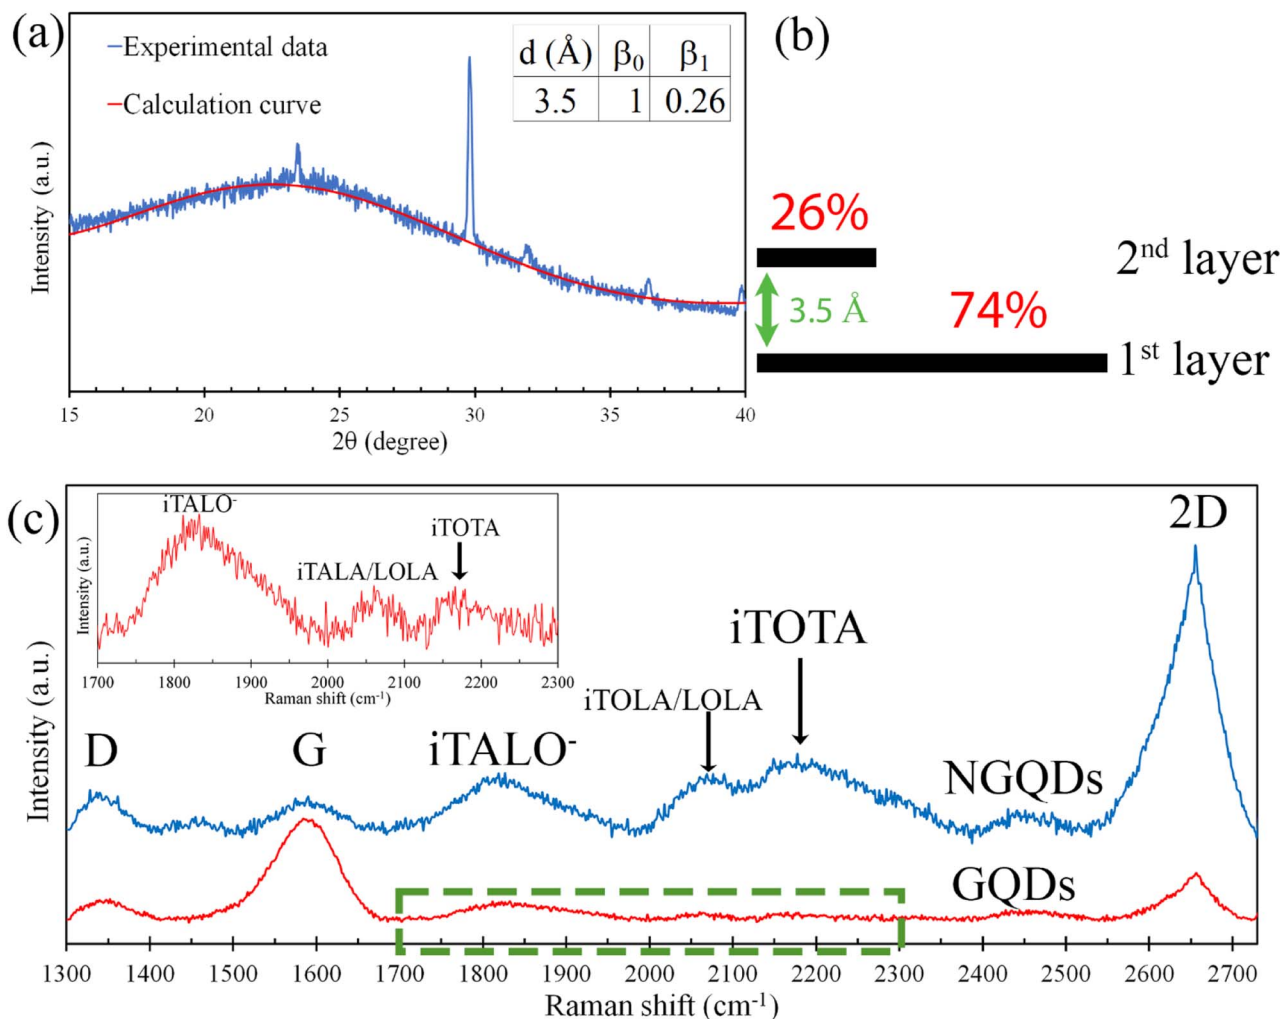 (a)
Experimental data
Calculation curve
d (Å) β₀ β₁
3.5 1 0.26
Intensity (a.u.)
15 20 25 30 35 40
2θ (degree)
(b)
26%
2ⁿᵈ layer
3.5 Å
74%
1ˢᵗ layer
(c)
iTALO⁻
iTOTA
iTALA/LOLA
Intensity (a.u.)
1700 1800 1900 2000 2100 2200 2300
Raman shift (cm⁻¹)
2D
iTOTA
iTOLA/LOLA
D G iTALO⁻
NGQDs
GQDs
Intensity (a.u.)
1300 1400 1500 1600 1700 1800 1900 2000 2100 2200 2300 2400 2500 2600 2700
Raman shift (cm⁻¹)